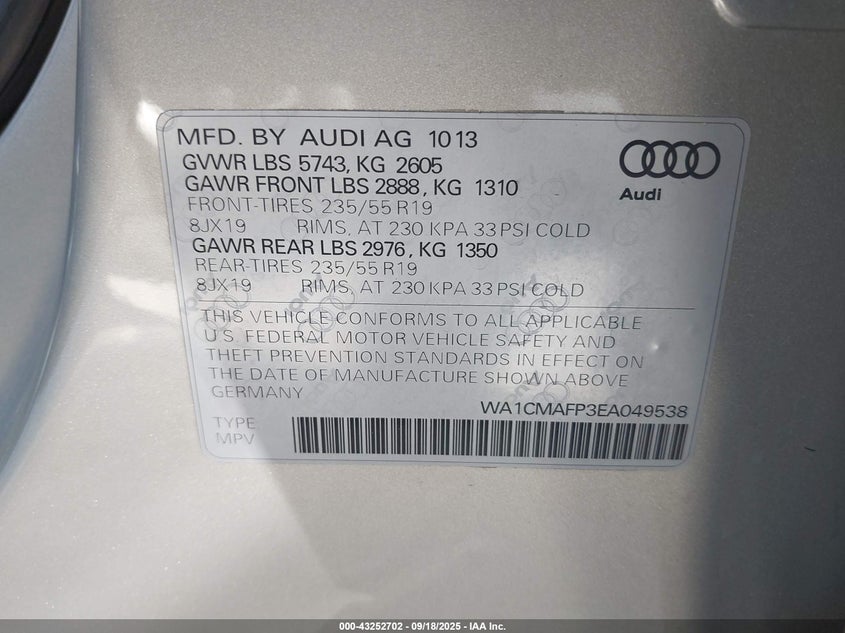 MFD. BY AUDI AG 1013
GVWR LBS 5743, KG 2605
GAWR FRONT LBS 2888, KG 1310
FRONT-TIRES 235/55 R19
8JX19 RIMS, AT 230 KPA 33 PSI COLD
GAWR REAR LBS 2976, KG 1350
REAR-TIRES 235/55 R19
8JX19 RIMS, AT 230 KPA 33 PSI COLD
Audi
THIS VEHICLE CONFORMS TO ALL APPLICABLE
U.S. FEDERAL MOTOR VEHICLE SAFETY AND
THEFT PREVENTION STANDARDS IN EFFECT ON
THE DATE OF MANUFACTURE SHOWN ABOVE
GERMANY
WA1CMAFP3EA049538
TYPE
MPV
000-43252702 - 09/18/2025 - IAA Inc.